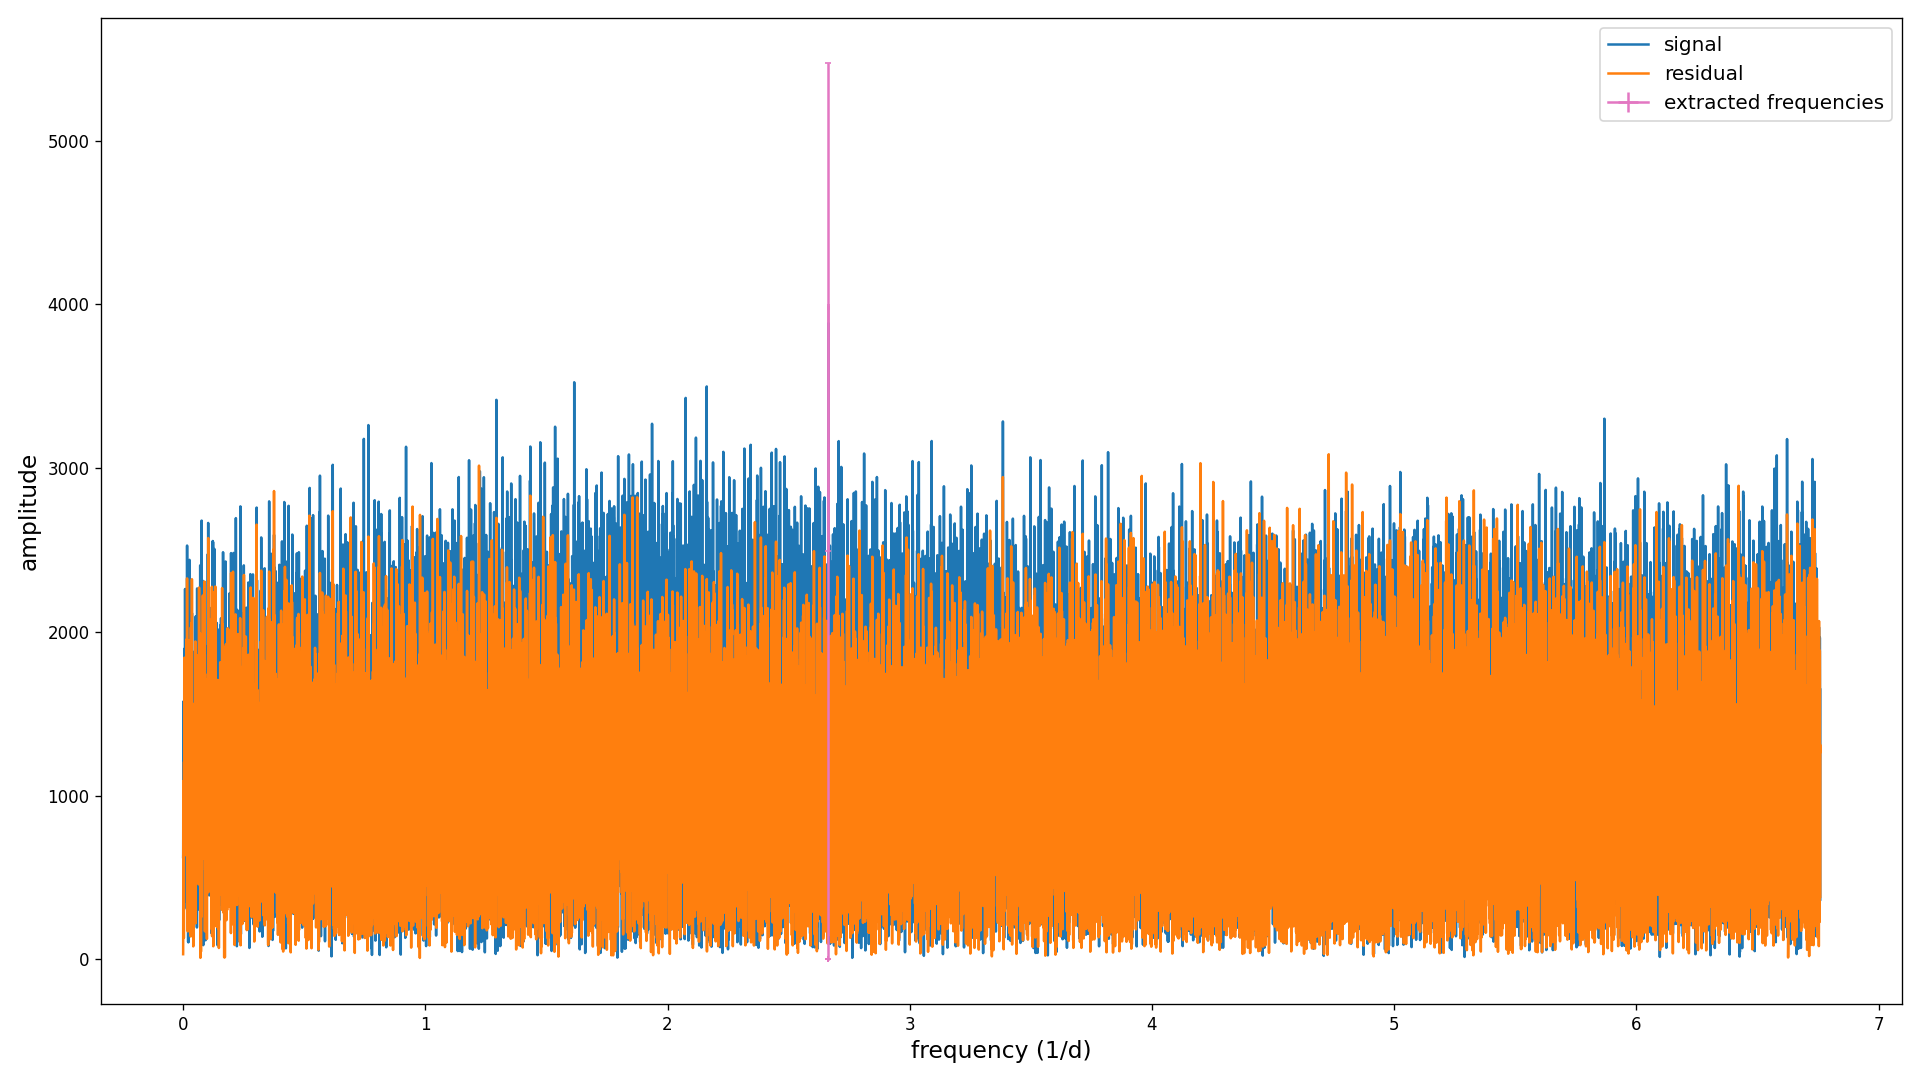 signal
residual
extracted frequencies
amplitude
5000
4000
3000
2000
1000
0
0 1 2 3 4 5 6 7
frequency (1/d)